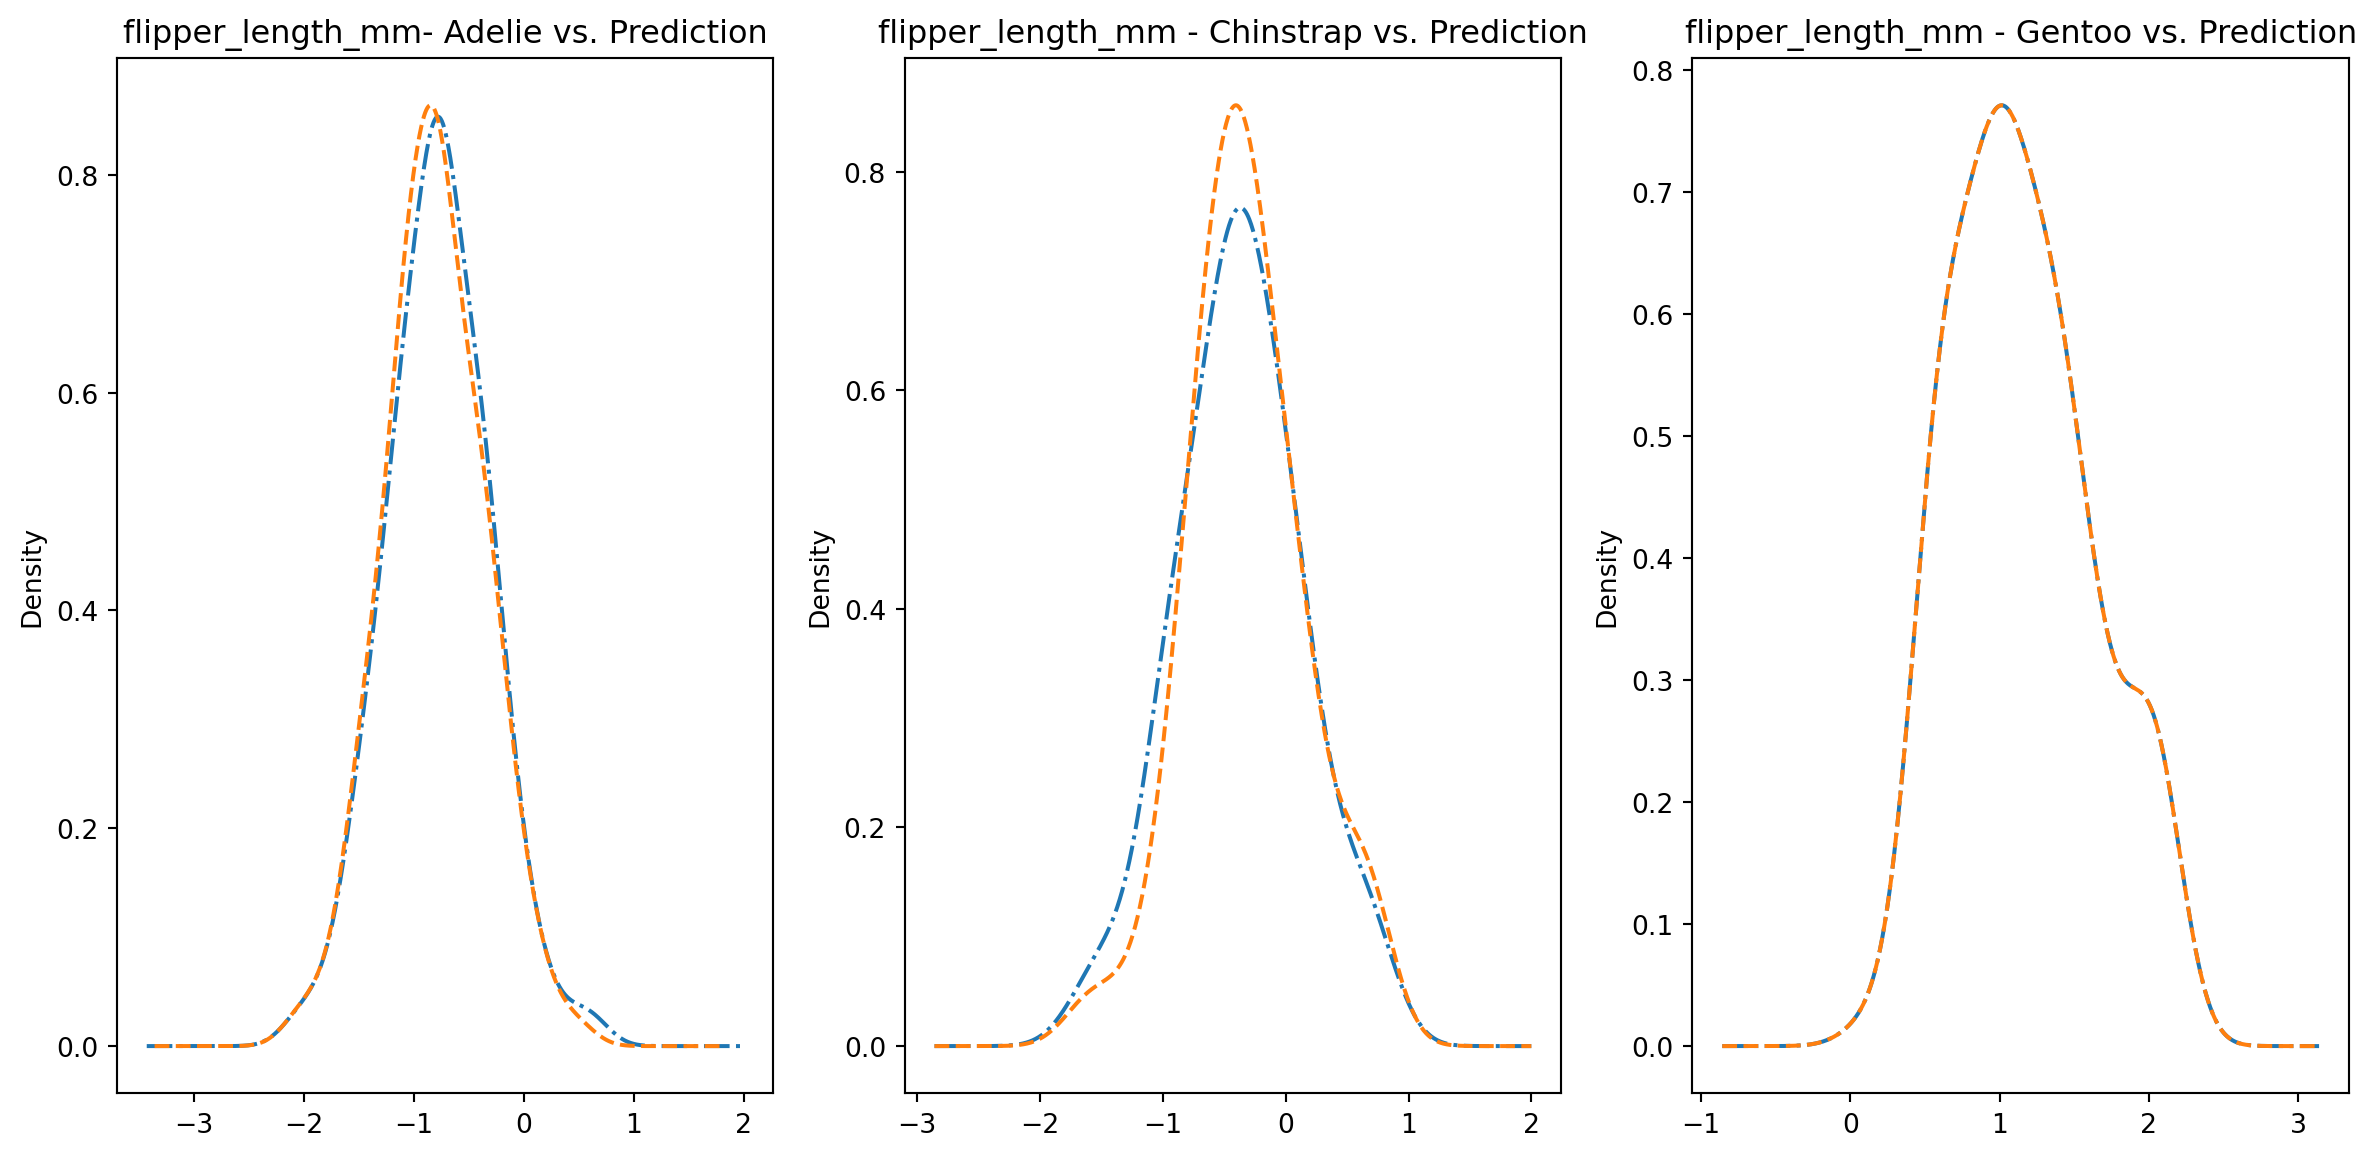 flipper_length_mm- Adelie vs. Prediction
Density
0.8
0.6
0.4
0.2
0.0
−3 −2 −1 0 1 2
flipper_length_mm - Chinstrap vs. Prediction
Density
0.8
0.6
0.4
0.2
0.0
−3 −2 −1 0 1 2
flipper_length_mm - Gentoo vs. Prediction
Density
0.8
0.7
0.6
0.5
0.4
0.3
0.2
0.1
0.0
−1 0 1 2 3